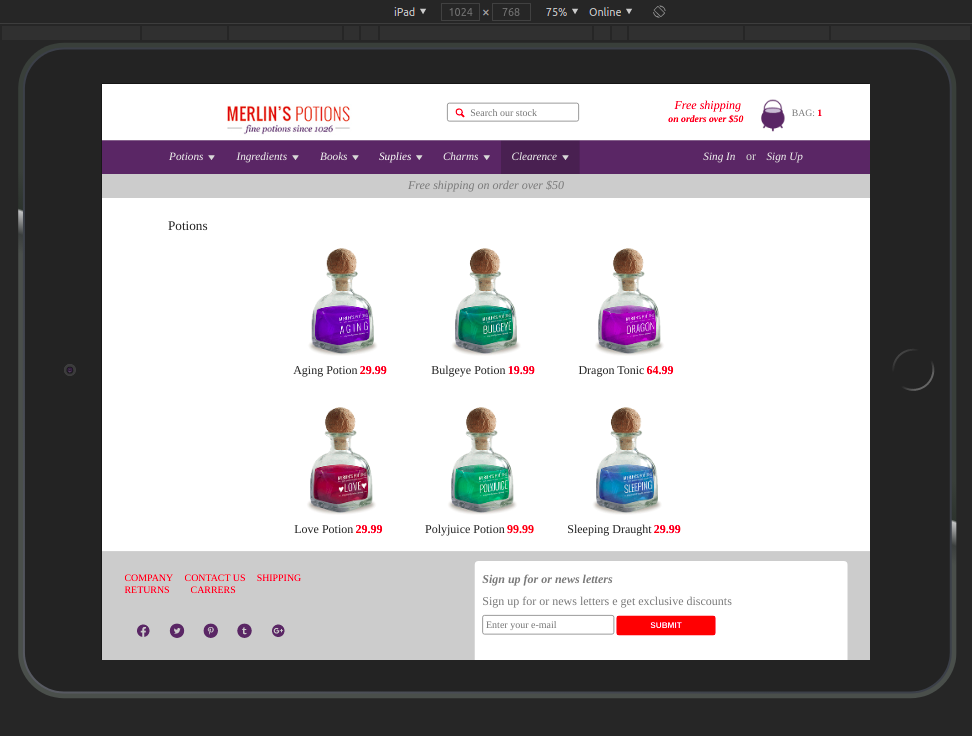 iPad 1024 × 768 75% Online
MERLIN'S POTIONS
fine potions since 1026
Search our stock
Free shipping
on orders over $50
BAG: 1
Potions Ingredients Books Suplies Charms Clearence Sing In or Sign Up
Free shipping on order over $50
Potions
AGING
BULGEYE
DRAGON
Aging Potion 29.99 Bulgeye Potion 19.99 Dragon Tonic 64.99
LOVE
POLYJUICE
SLEEPING
Love Potion 29.99 Polyjuice Potion 99.99 Sleeping Draught 29.99
COMPANY CONTACT US SHIPPING
RETURNS CARRERS
Sign up for or news letters
Sign up for or news letters e get exclusive discounts
Enter your e-mail SUBMIT